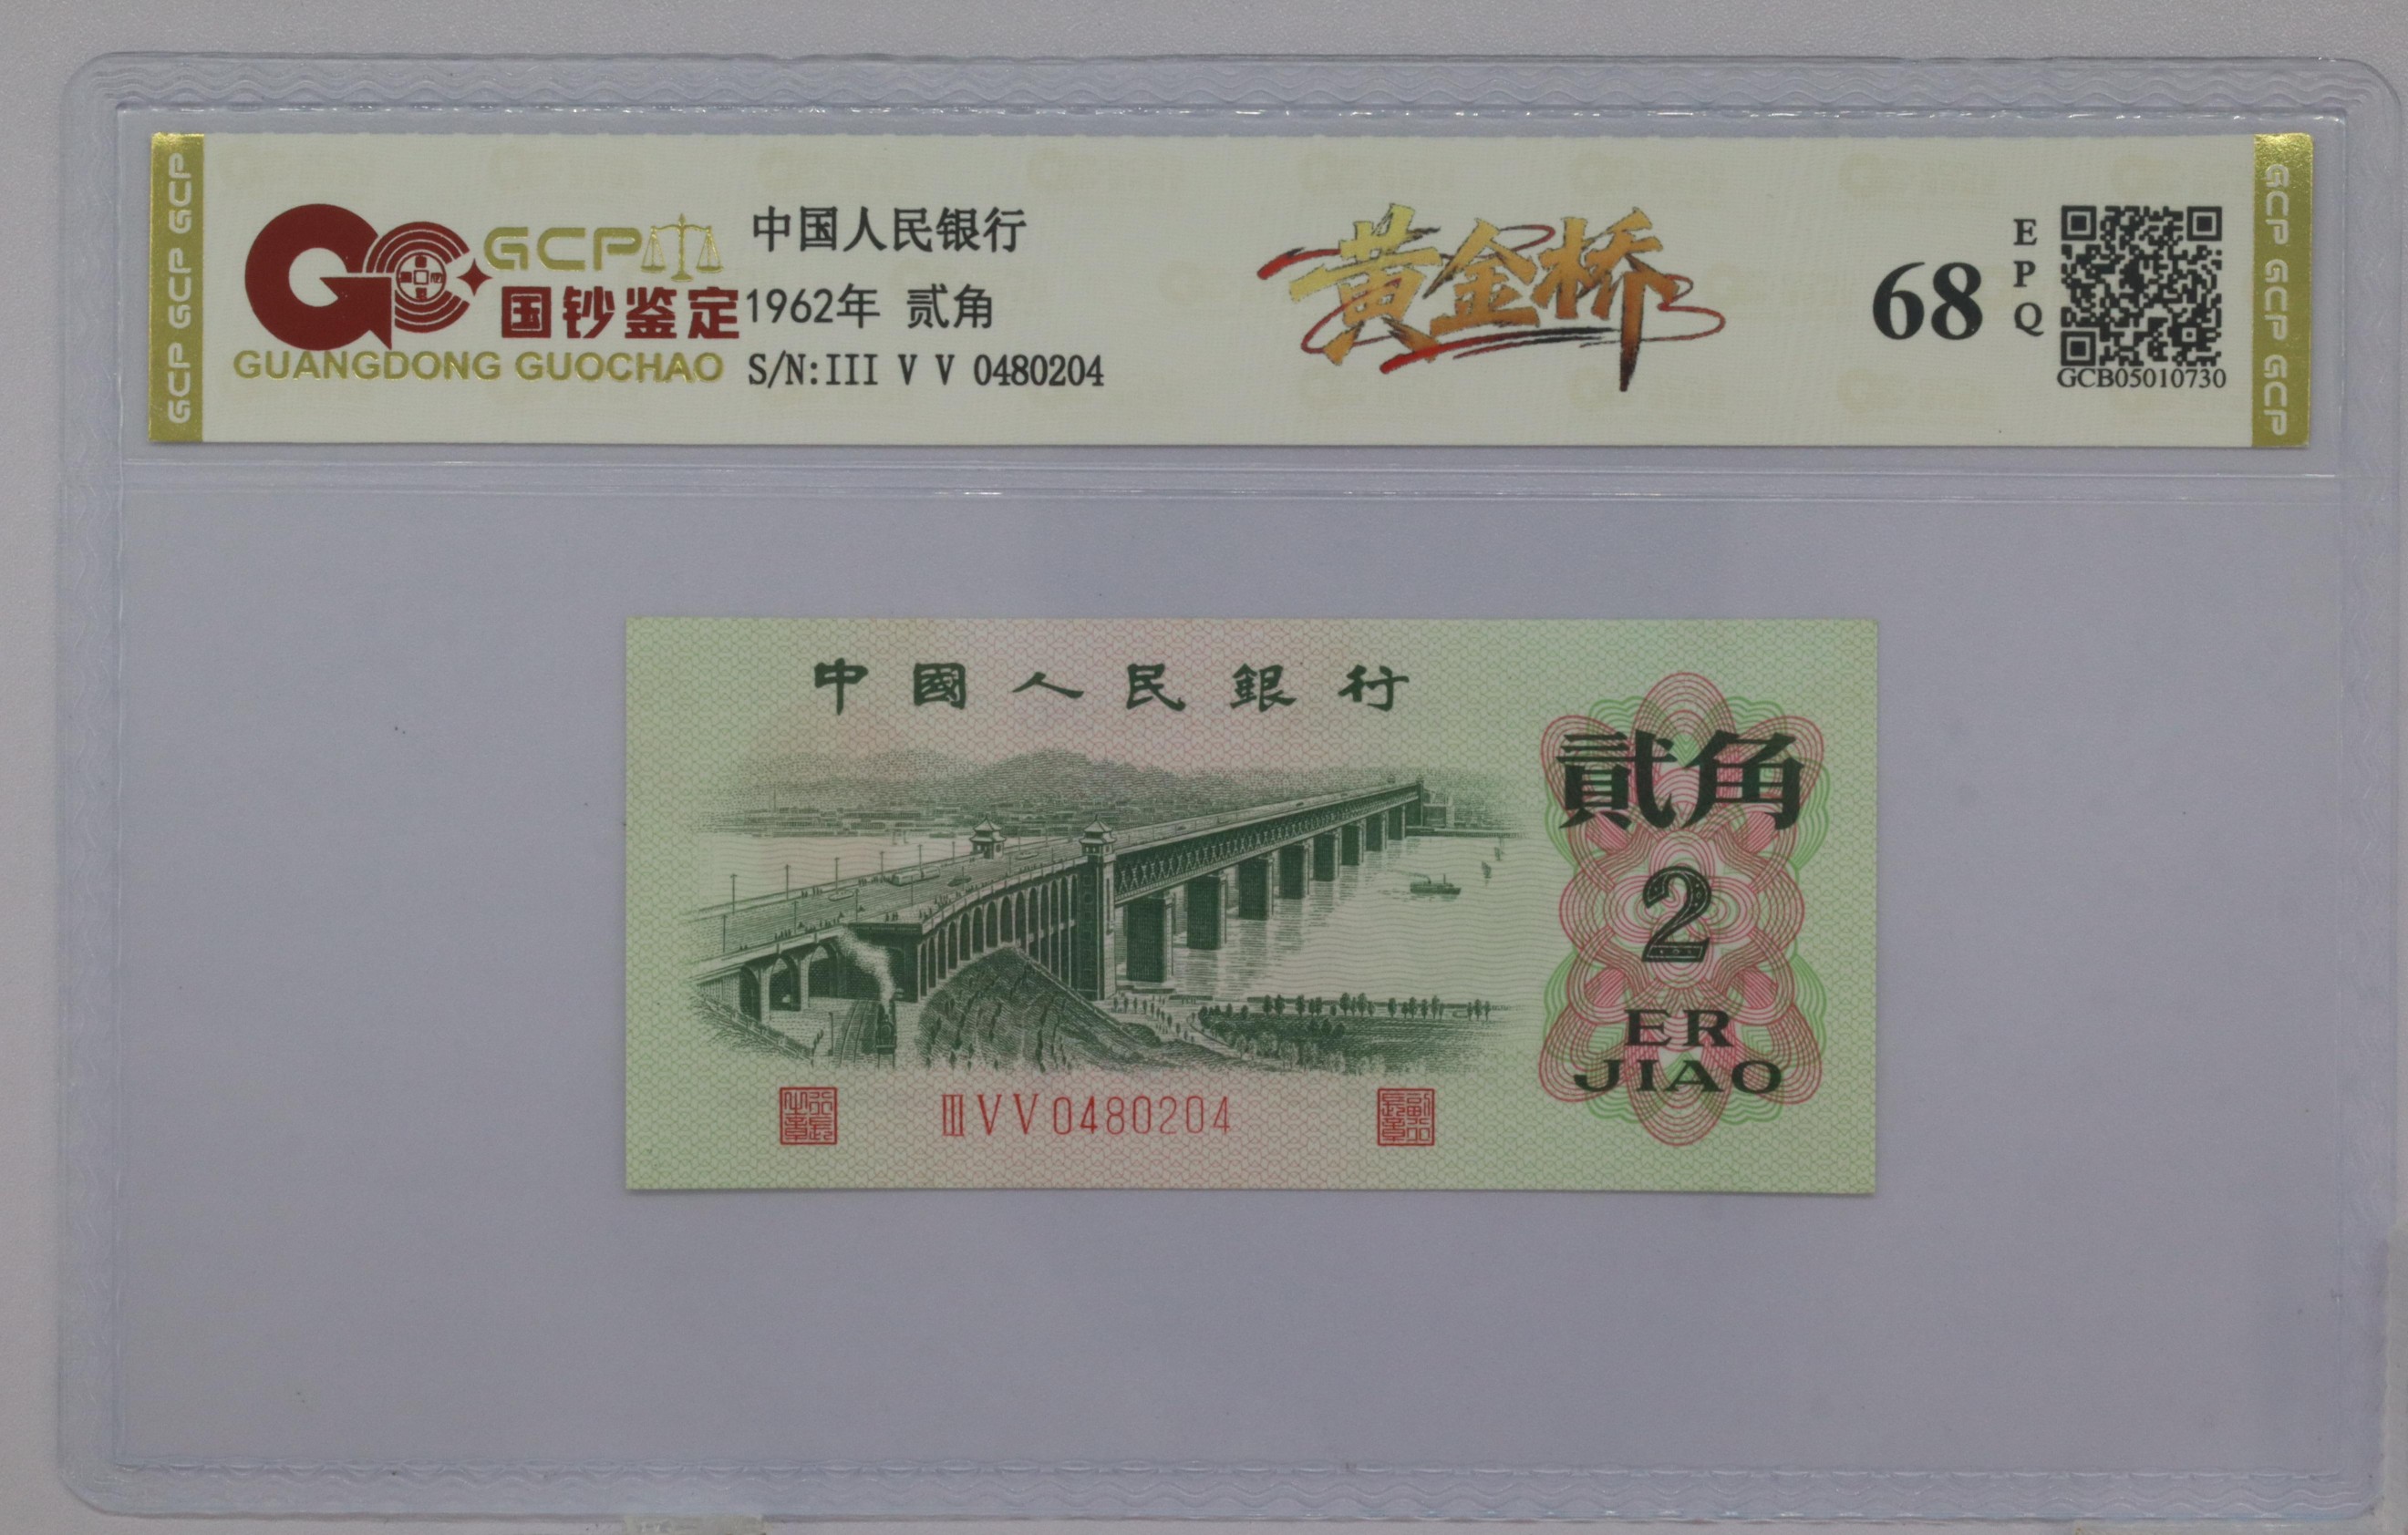 GCP GCP GCP
GCP
国钞鉴定
GUANGDONG GUOCHAO
中国人民银行
1962年 贰角
S/N:III V V 0480204
黄金桥
68
E
P
Q
GCB05010730
GCP GCP GCP
中國人民銀行
貳角
2
ER
JIAO
III V V 0480204